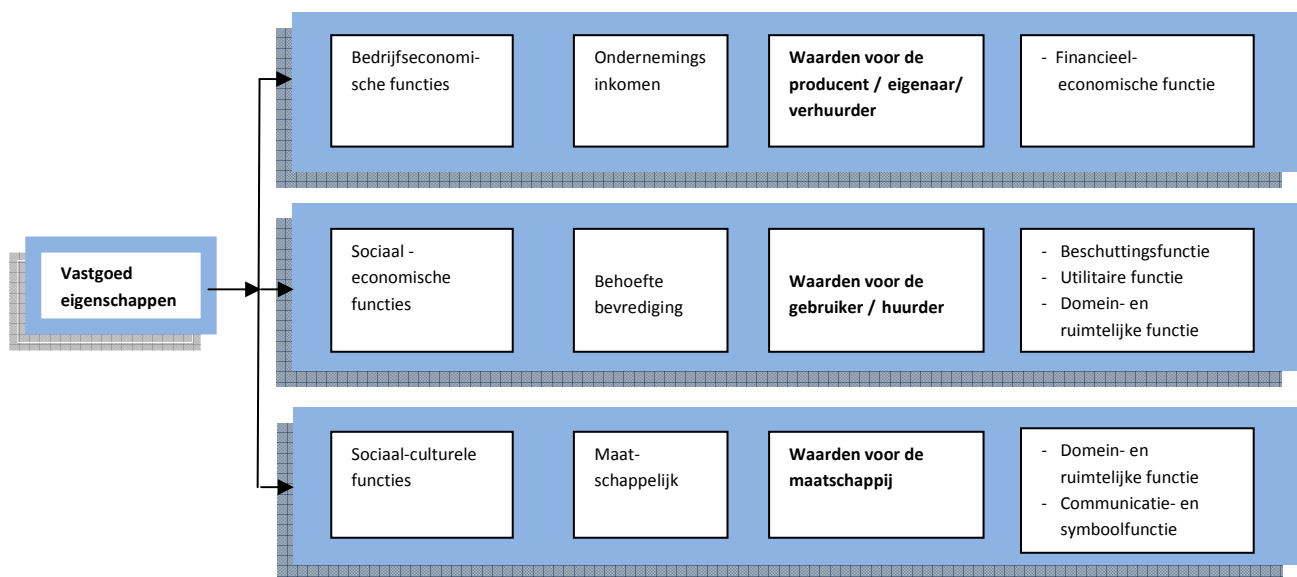 Bedrijfseconomi-
sche functies
Ondernemings
inkomen
Waarden voor de
producent / eigenaar/
verhuurder
- Financieel-
economische functie
Vastgoed
eigenschappen
Sociaal -
economische
functies
Behoefte
bevrediging
Waarden voor de
gebruiker / huurder
- Beschuttingsfunctie
- Utilitaire functie
- Domein- en
ruimtelijke functie
Sociaal-culturele
functies
Maat-
schappelijk
Waarden voor de
maatschappij
- Domein- en
ruimtelijke functie
- Communicatie- en
symboolfunctie